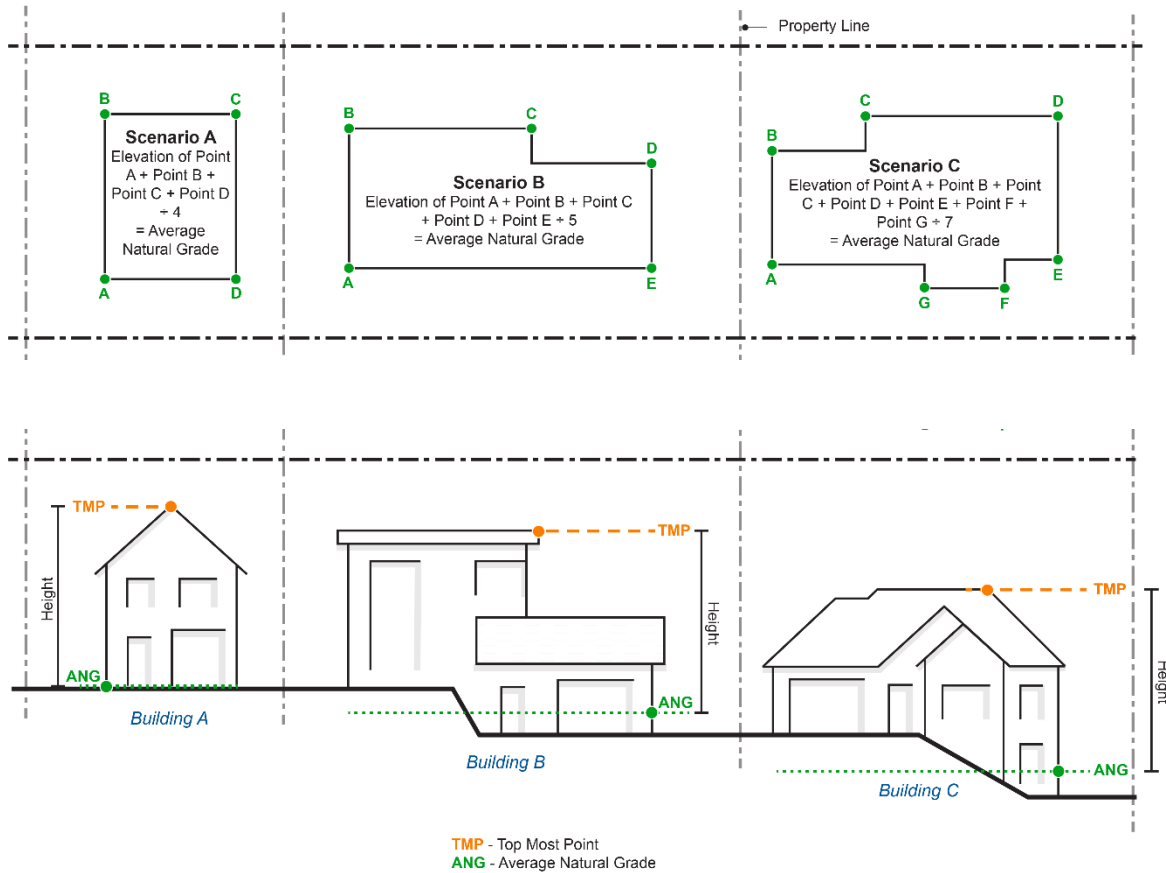 Property Line
B
C
Scenario A
Elevation of Point
A + Point B +
Point C + Point D
÷ 4
= Average
Natural Grade
A
D
B
C
D
Scenario B
Elevation of Point A + Point B + Point C
+ Point D + Point E ÷ 5
= Average Natural Grade
A
E
C
D
B
Scenario C
Elevation of Point A + Point B + Point
C + Point D + Point E + Point F +
Point G ÷ 7
= Average Natural Grade
A
E
G
F
TMP
Height
ANG
Building A
TMP
Height
ANG
Building B
TMP
Height
ANG
Building C
TMP - Top Most Point
ANG - Average Natural Grade